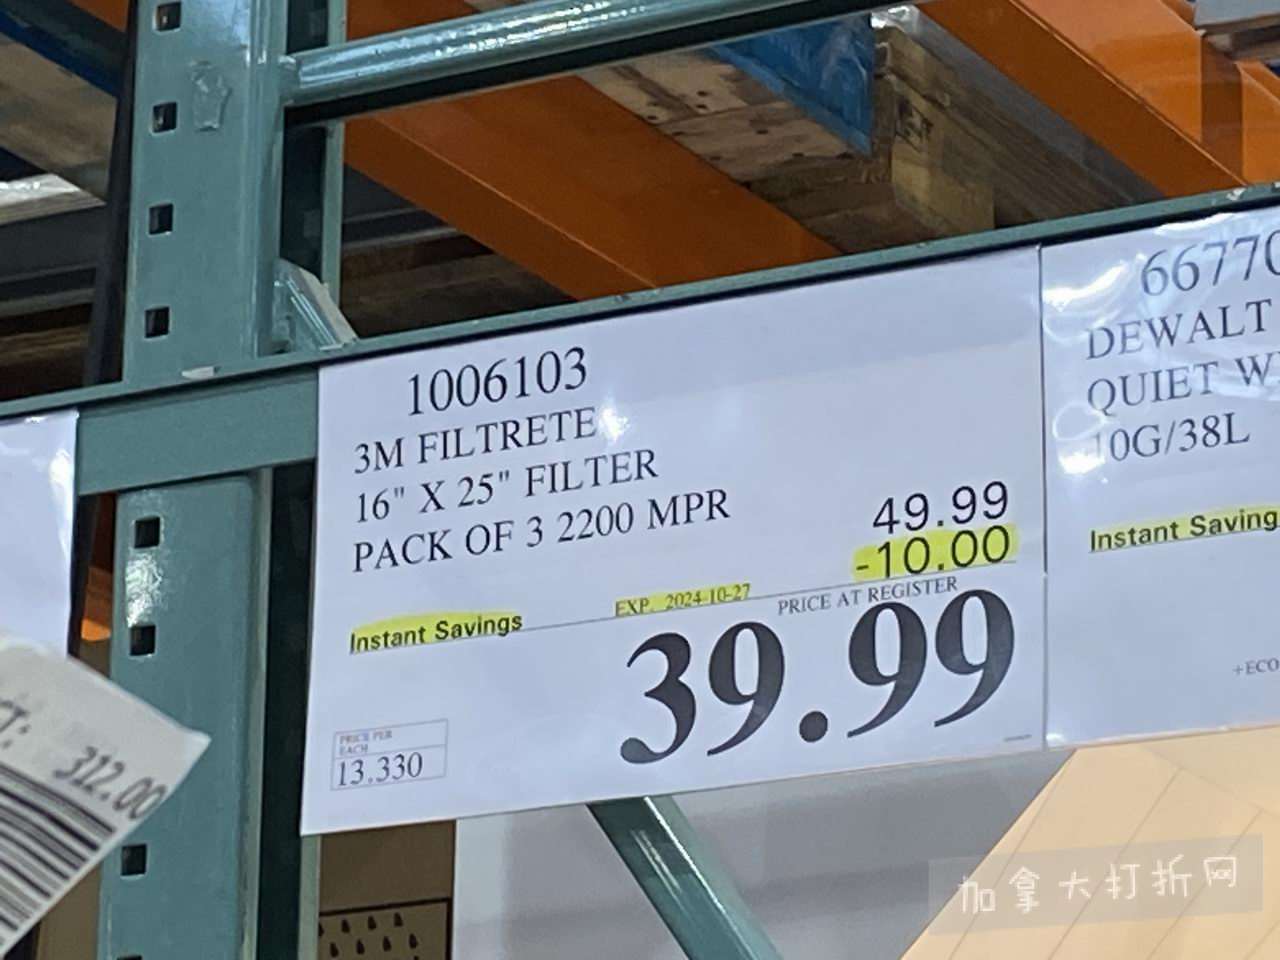 1006103
3M FILTRETE
16" X 25" FILTER
PACK OF 3 2200 MPR
49.99
-10.00
Instant Savings
EXP. 2024-10-27
PRICE AT REGISTER
39.99
PRICE PER
EACH
13.330
66770
DEWALT
QUIET
10G/38L
Instant Saving
+ECO
312.00
加拿大打折网